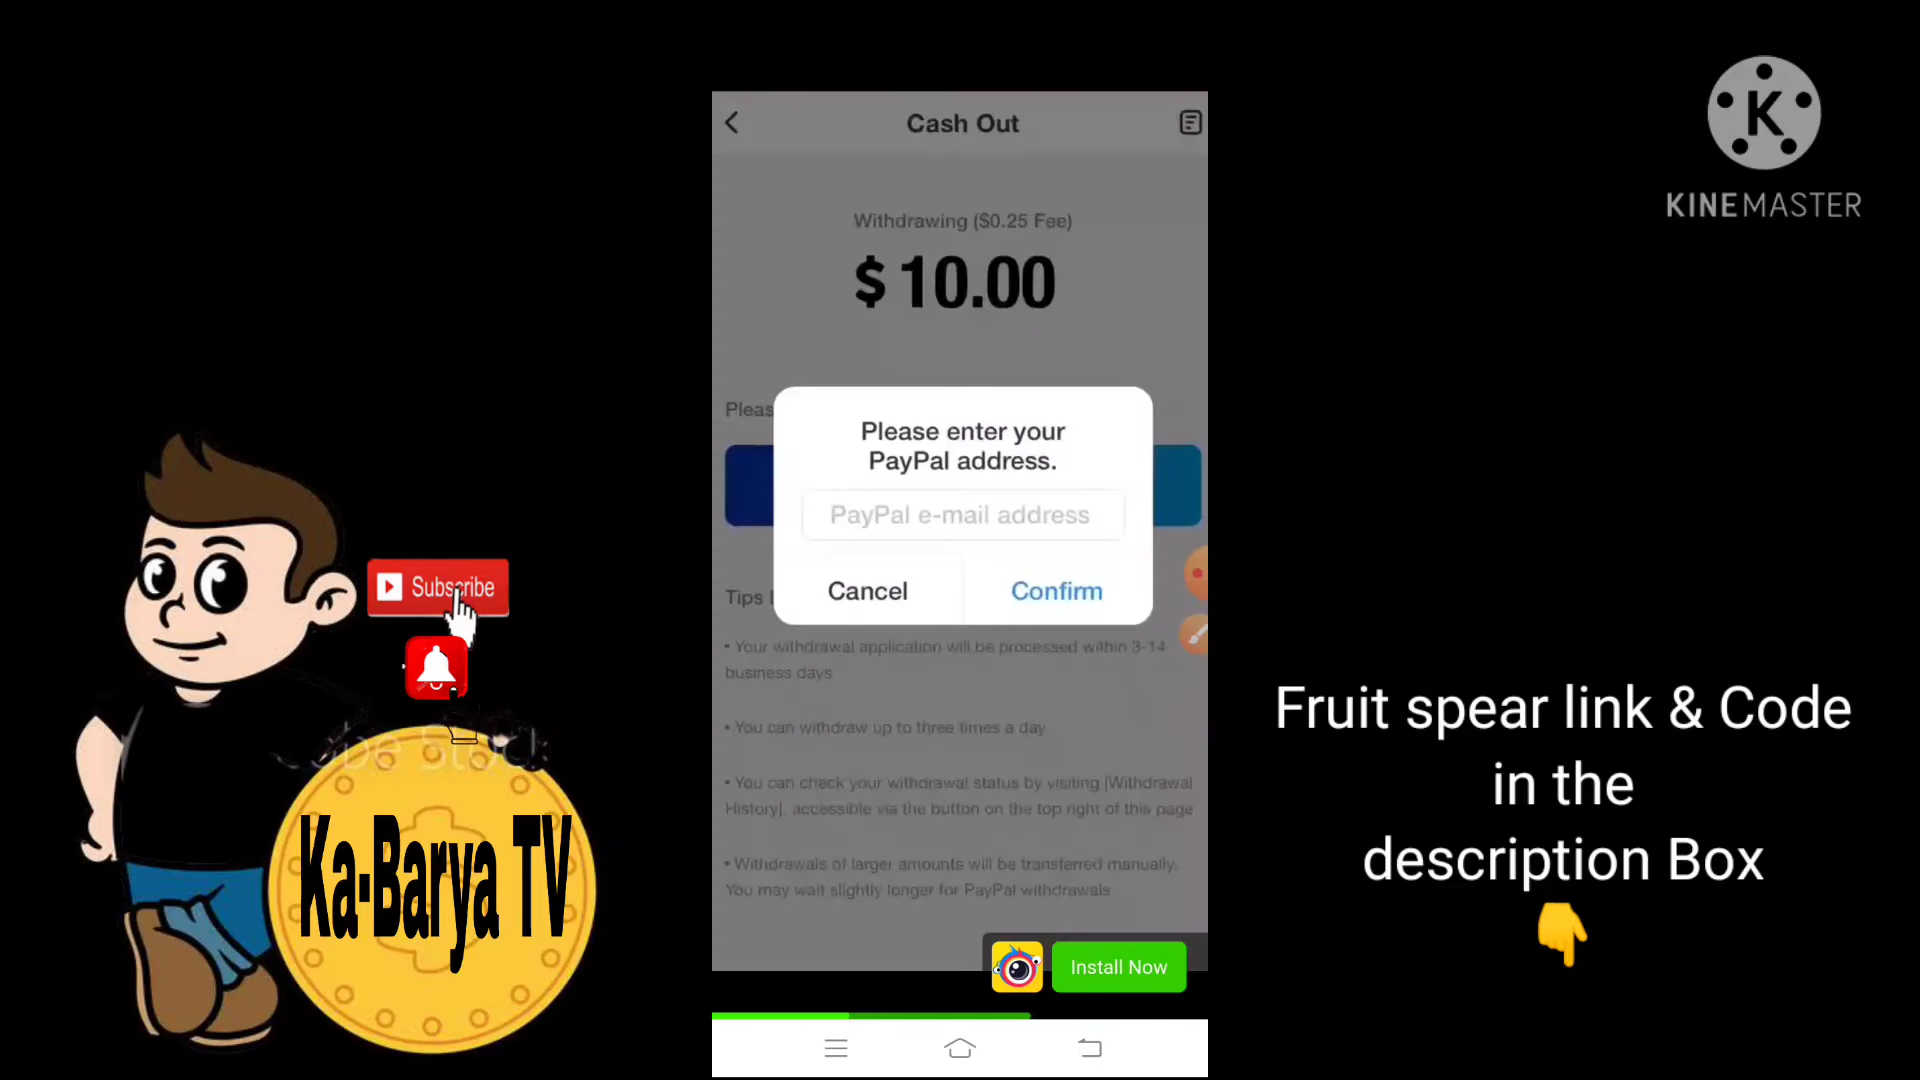 K
KINEMASTER
Cash Out
Withdrawing ($0.25 Fee)
$ 10.00
Pleas
Please enter your
PayPal address.
PayPal e-mail address
Cancel
Confirm
Tips
• Your withdrawal application will be processed within 3-14
business days
• You can withdraw up to three times a day
• You can check your withdrawal status by visiting [Withdrawal
History], accessible via the button on the top right of this page
• Withdrawals of larger amounts will be transferred manually.
You may wait slightly longer for PayPal withdrawals
Install Now
Subscribe
Ka-Barya TV
Fruit spear link & Code
in the
description Box